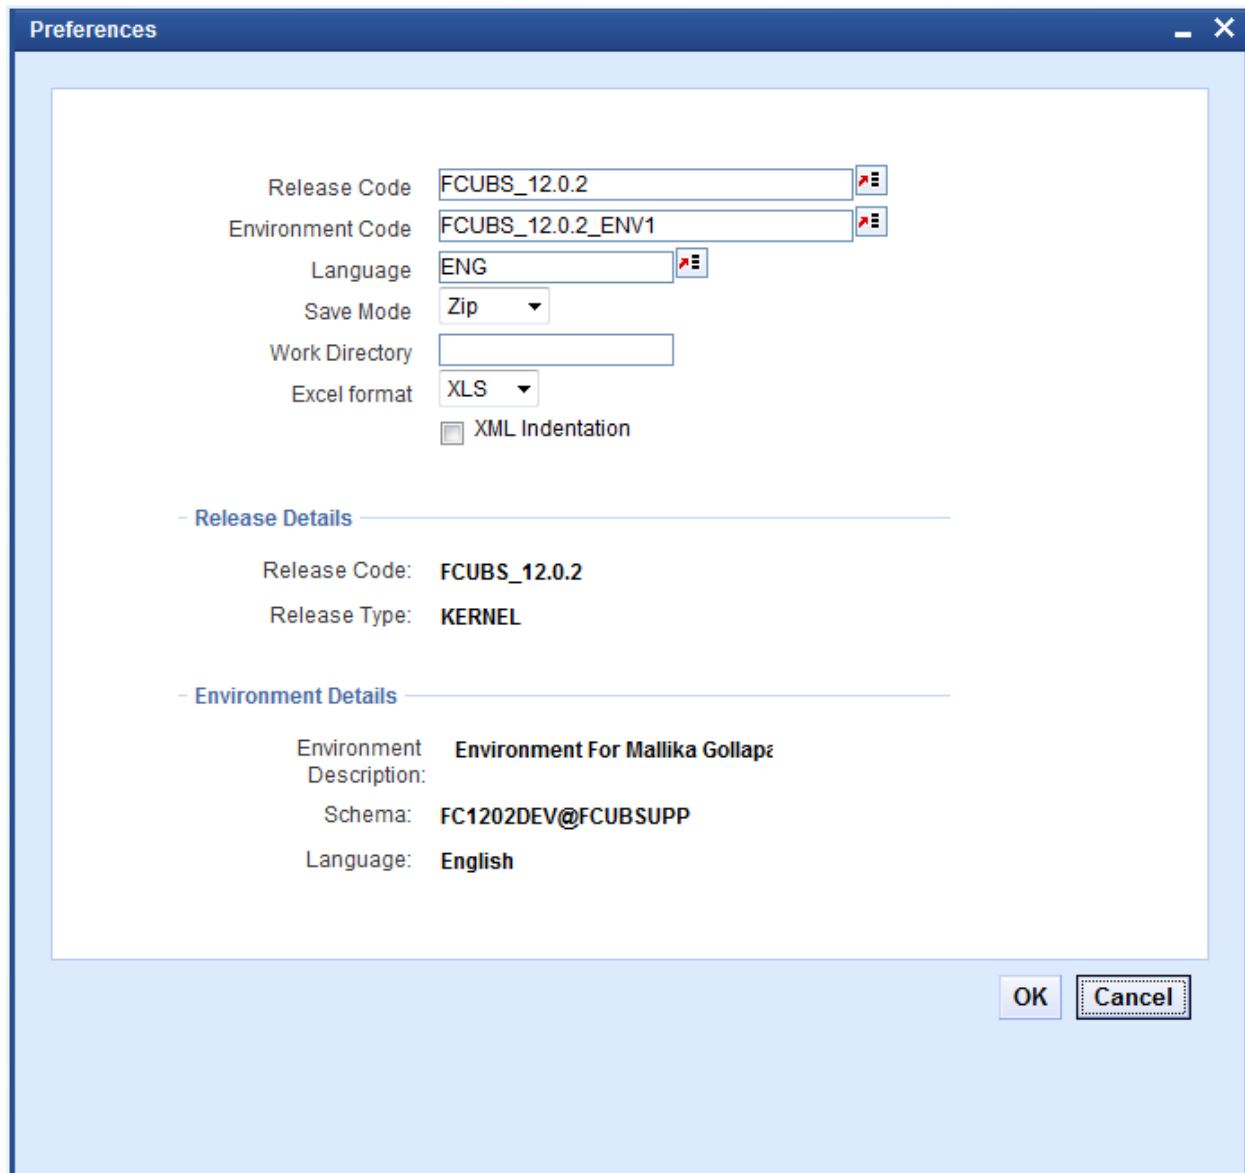 Preferences
Release Code FCUBS_12.0.2
Environment Code FCUBS_12.0.2_ENV1
Language ENG
Save Mode Zip
Work Directory
Excel format XLS
XML Indentation
Release Details
Release Code: FCUBS_12.0.2
Release Type: KERNEL
Environment Details
Environment Environment For Mallika Gollapa
Description:
Schema: FC1202DEV@FCUBSUPP
Language: English
OK Cancel